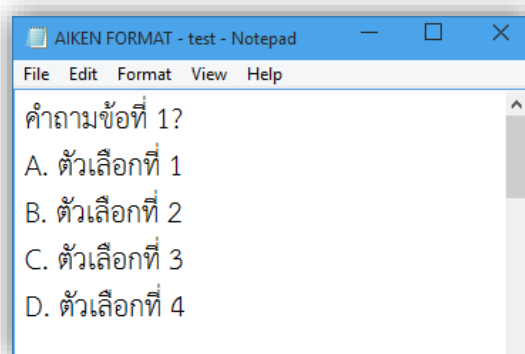 AIKEN FORMAT - test - Notepad
File Edit Format View Help
คำถามข้อที่ 1?
A. ตัวเลือกที่ 1
B. ตัวเลือกที่ 2
C. ตัวเลือกที่ 3
D. ตัวเลือกที่ 4